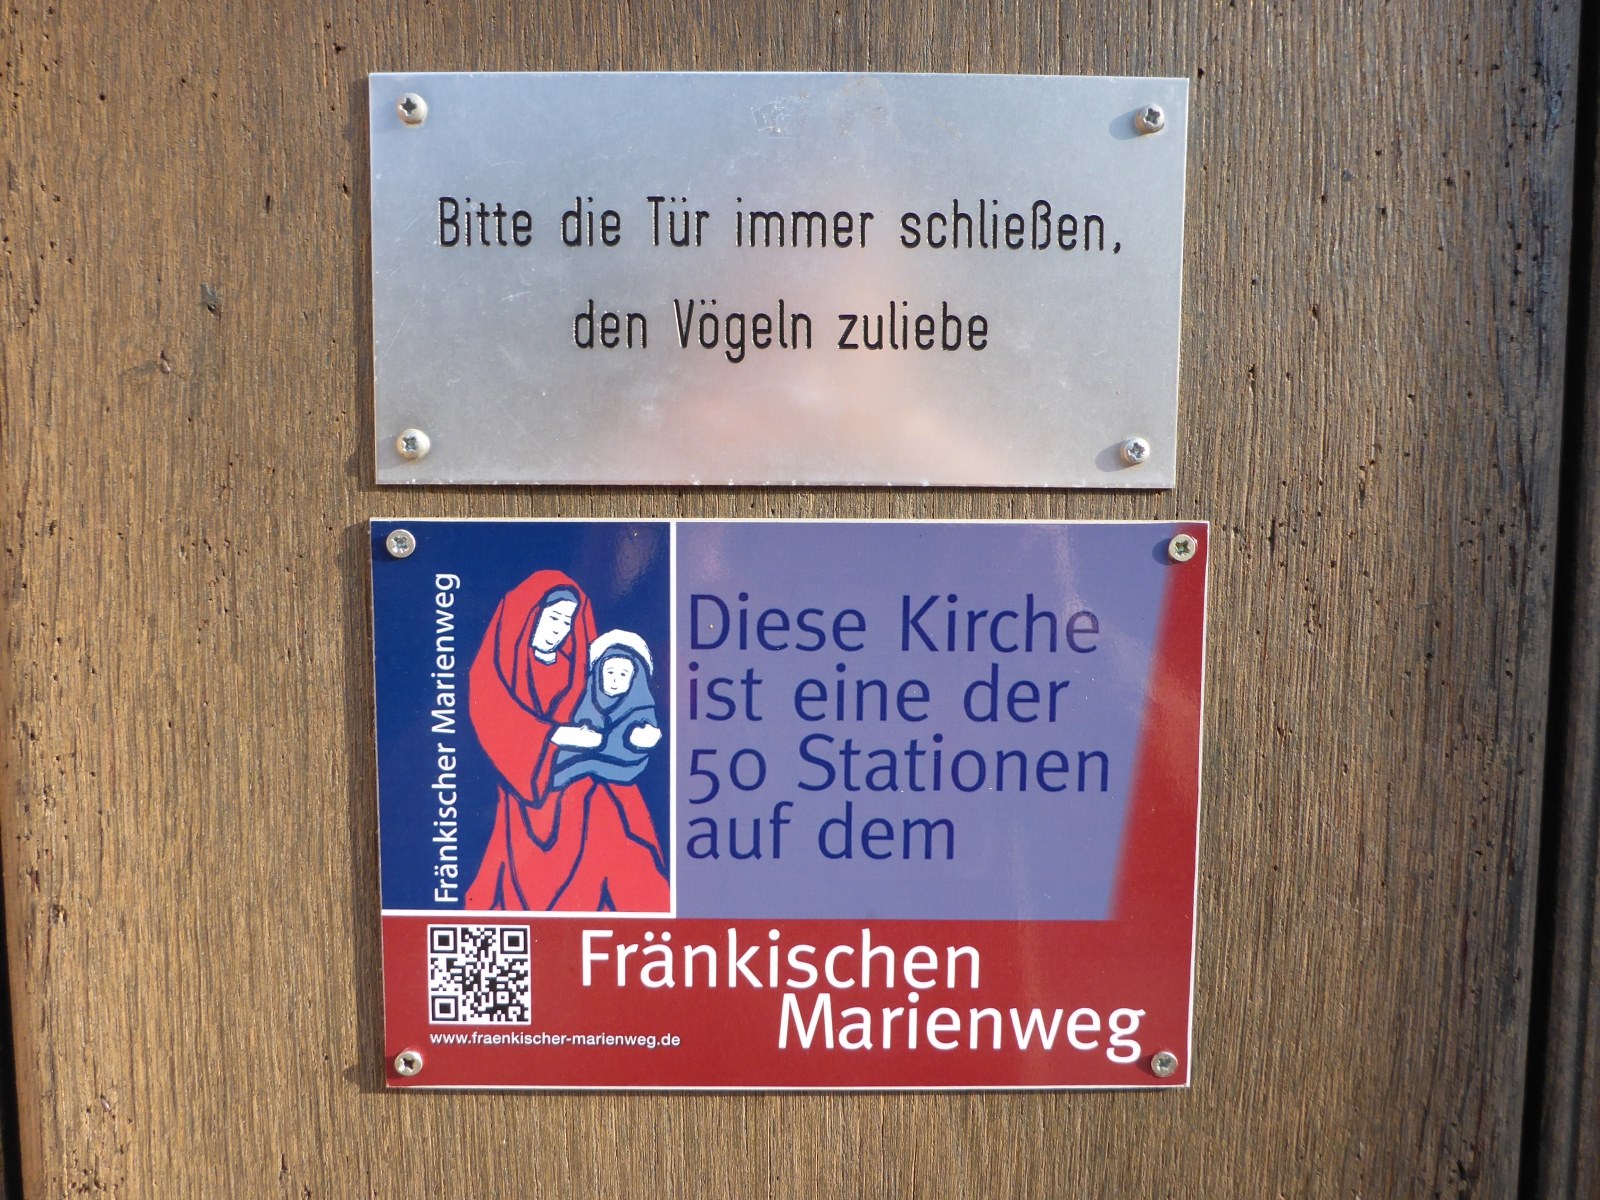 Bitte die Tür immer schließen,
den Vögeln zuliebe
Fränkischer Marienweg
Diese Kirche
ist eine der
50 Stationen
auf dem
Fränkischen
Marienweg
www.fraenkischer-marienweg.de